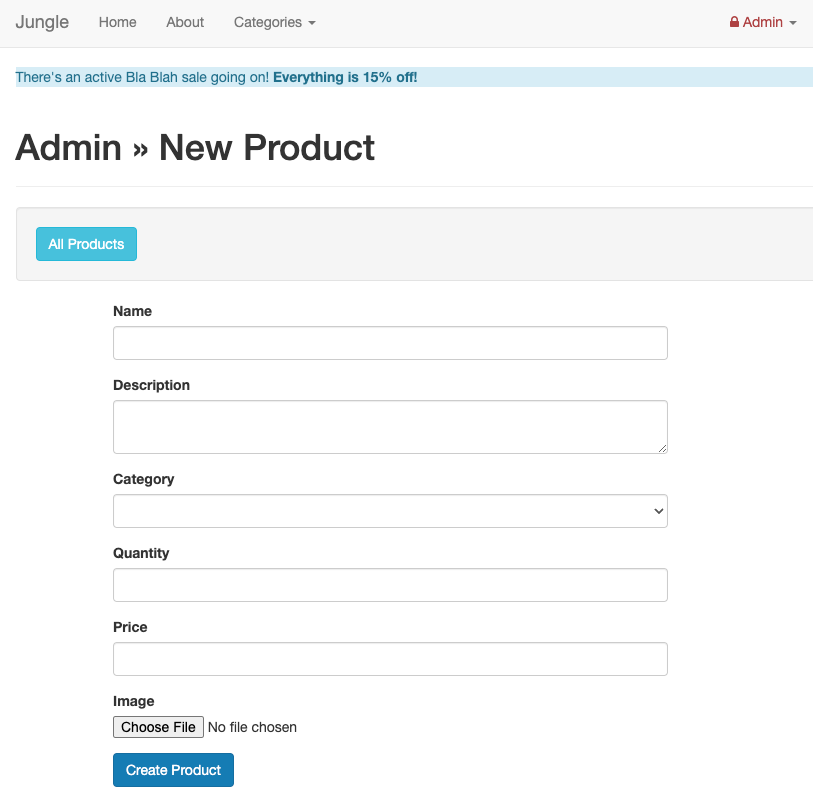 Jungle Home About Categories Admin
There's an active Bla Blah sale going on! Everything is 15% off!
Admin » New Product
All Products
Name
Description
Category
Quantity
Price
Image
Choose File No file chosen
Create Product